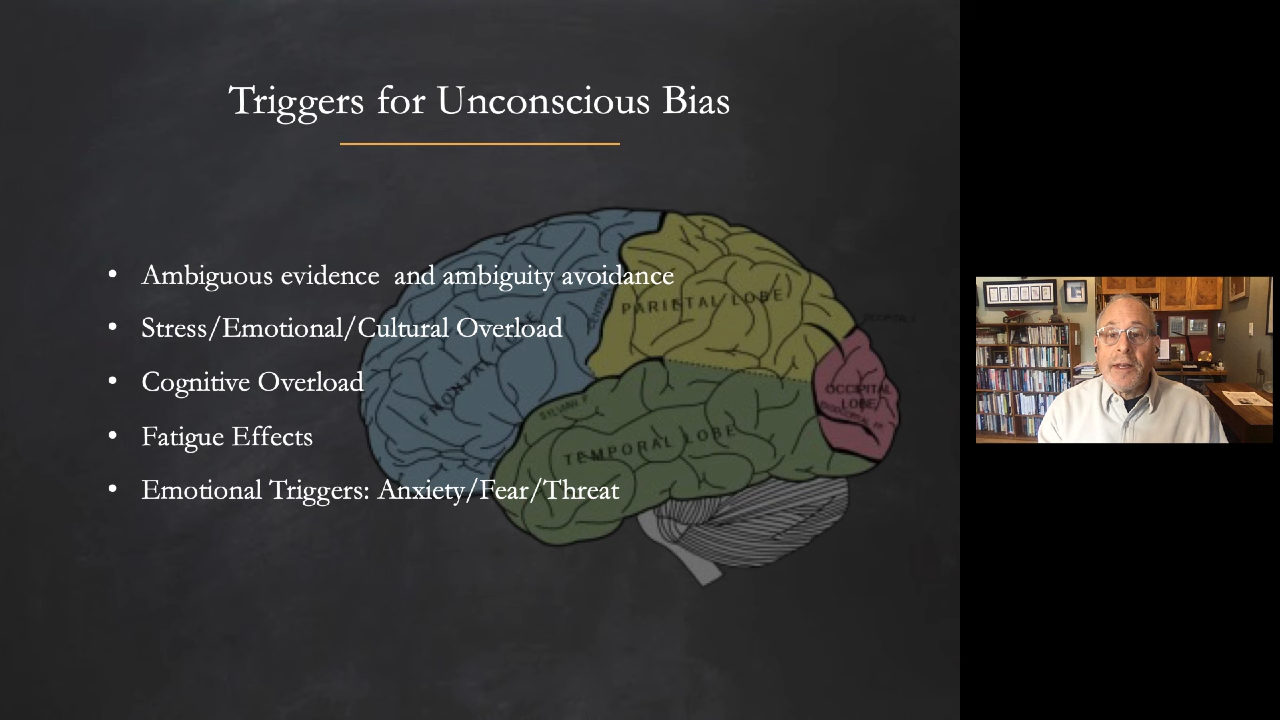 Triggers for Unconscious Bias
• Ambiguous evidence  and ambiguity avoidance
• Stress/Emotional/Cultural Overload
• Cognitive Overload
• Fatigue Effects
• Emotional Triggers: Anxiety/Fear/Threat
PARIETAL LOBE
FRONTAL
OCCIPITAL
LOBE
TEMPORAL LOBE